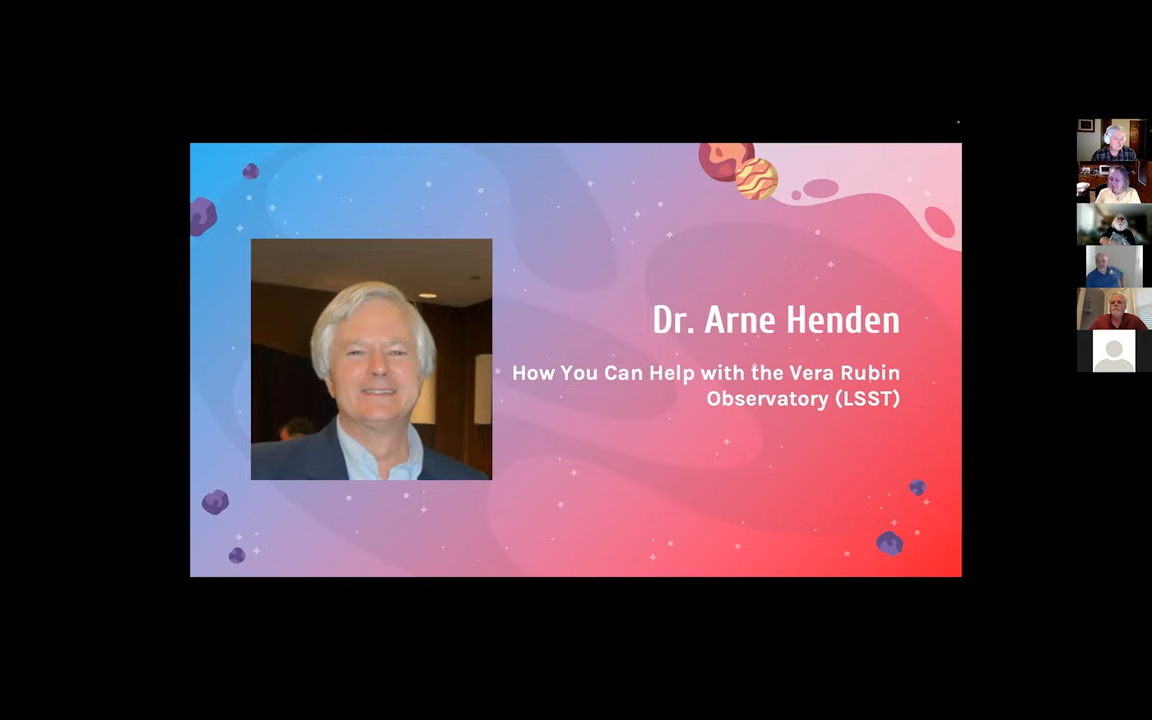 Dr. Arne Henden
How You Can Help with the Vera Rubin
Observatory (LSST)